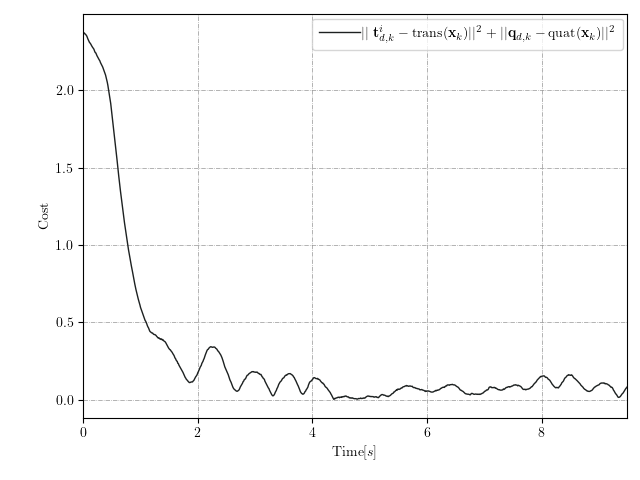 || t^i_{d,k} − trans(x_k)||^2 + ||q_{d,k} − quat(x_k)||^2
2.0
1.5
1.0
0.5
0.0
Cost
0 2 4 6 8
Time[s]